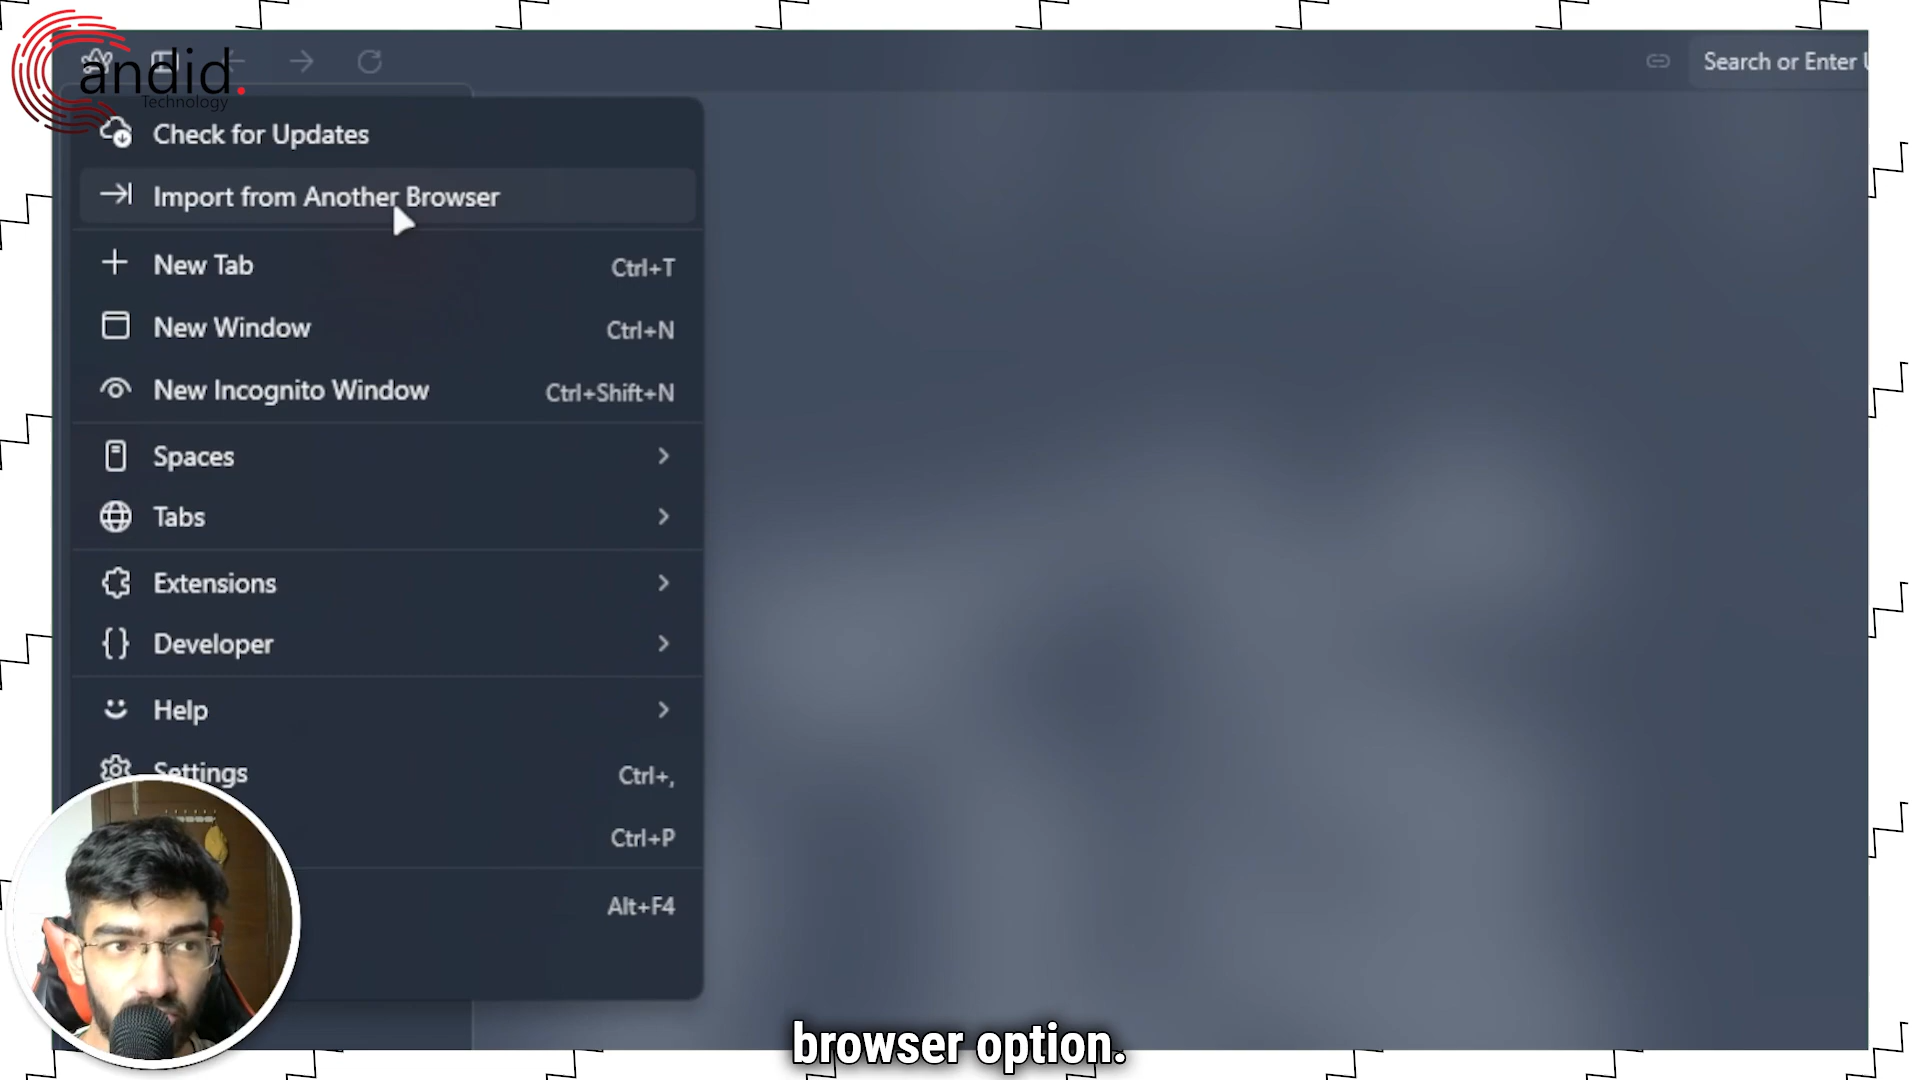 andid.
Technology
Search or Enter
Check for Updates
Import from Another Browser
New Tab Ctrl+T
New Window Ctrl+N
New Incognito Window Ctrl+Shift+N
Spaces
Tabs
Extensions
Developer
Help
Settings Ctrl+,
Ctrl+P
Alt+F4
browser option.